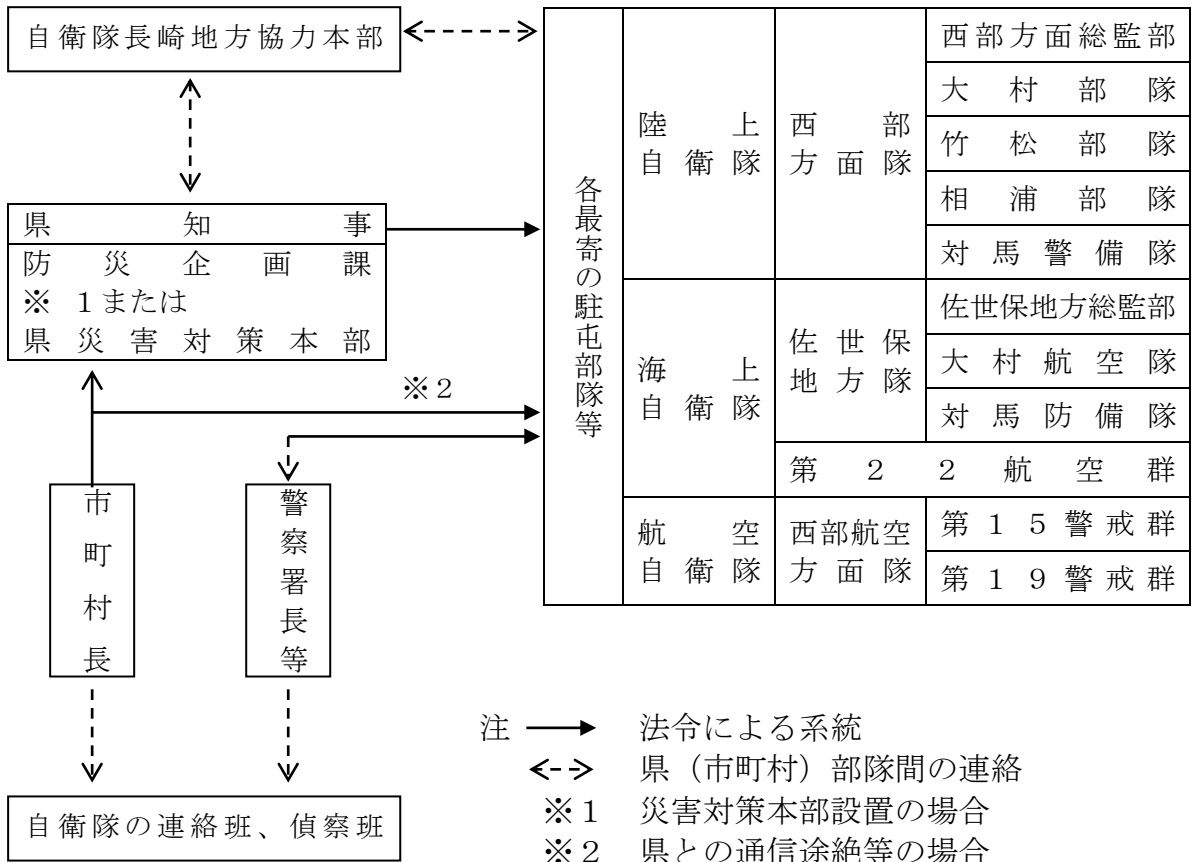 自衛隊長崎地方協力本部
県知事
防災企画課
※ 1または
県災害対策本部
※2
市町村長
警察署長等
自衛隊の連絡班、偵察班
各最寄の駐屯部隊等
陸上
自衛隊
西部
方面隊
西部方面総監部
大村部隊
竹松部隊
相浦部隊
対馬警備隊
海上
自衛隊
佐世保
地方隊
佐世保地方総監部
大村航空隊
対馬防備隊
第22航空群
航空
自衛隊
西部航空
方面隊
第15警戒群
第19警戒群
注 法令による系統
県（市町村）部隊間の連絡
※1 災害対策本部設置の場合
※2 県との通信途絶等の場合